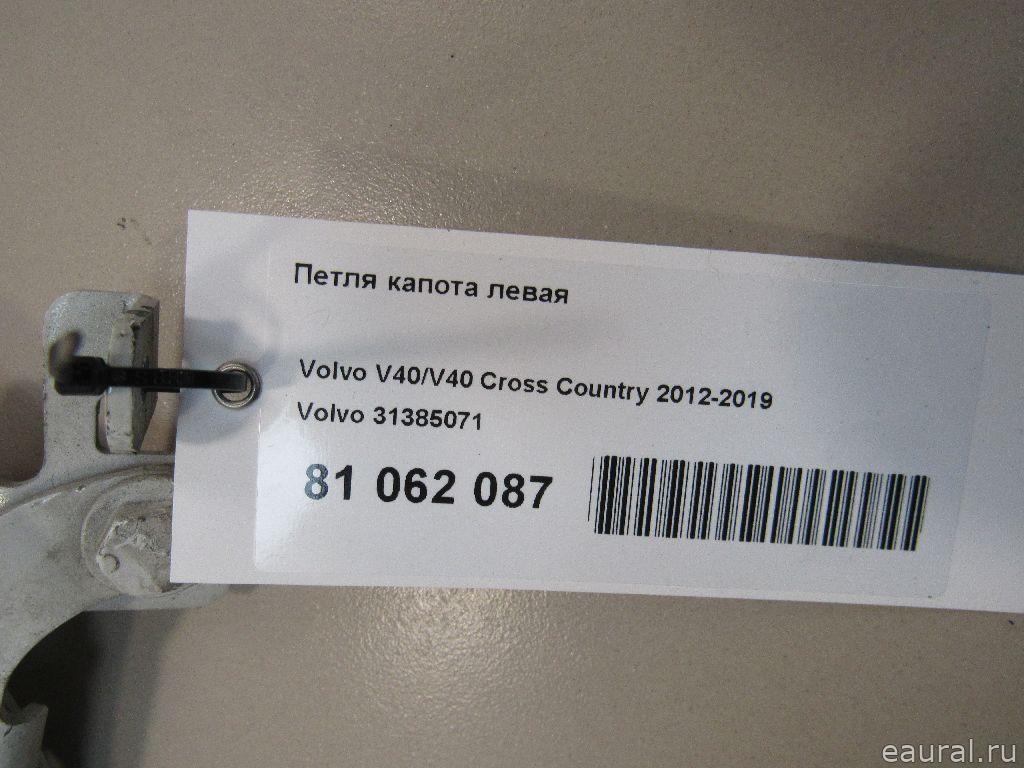 Петля капота левая
Volvo V40/V40 Cross Country 2012-2019
Volvo 31385071
81 062 087
eaural.ru